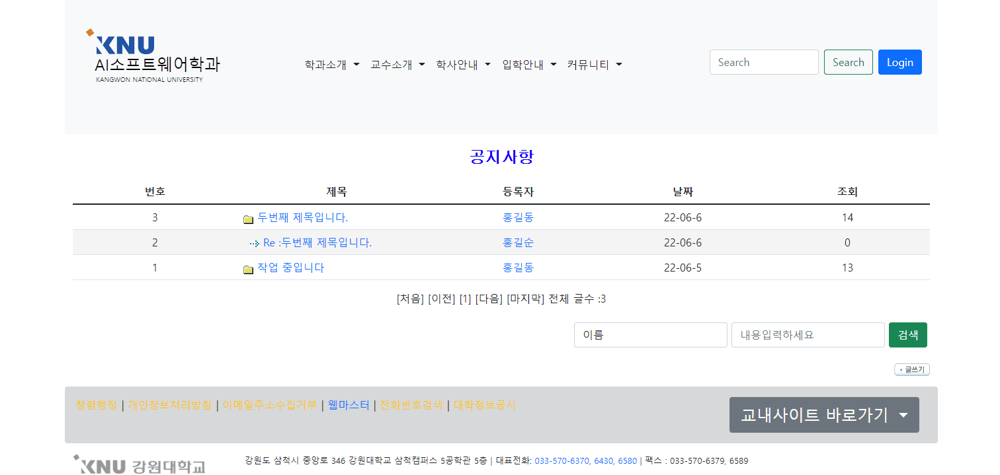 KNU
AI소프트웨어학과
KANGWON NATIONAL UNIVERSITY
학과소개 교수소개 학사안내 입학안내 커뮤니티
Search Search Login
공지사항
번호 제목 등록자 날짜 조회
3 두번째 제목입니다. 홍길동 22-06-6 14
2 Re :두번째 제목입니다. 홍길순 22-06-6 0
1 작업 중입니다 홍길동 22-06-5 13
[처음] [이전] [1] [다음] [마지막] 전체 글수 :3
이름 내용입력하세요 검색
글쓰기
청렴행정 | 개인정보처리방침 | 이메일주소수집거부 | 웹마스터 | 전화번호검색 | 대학정보공시
교내사이트 바로가기
KNU 강원대학교
강원도 삼척시 중앙로 346 강원대학교 삼척캠퍼스 5공학관 5층 | 대표전화: 033-570-6370, 6430, 6580 | 팩스 : 033-570-6379, 6589